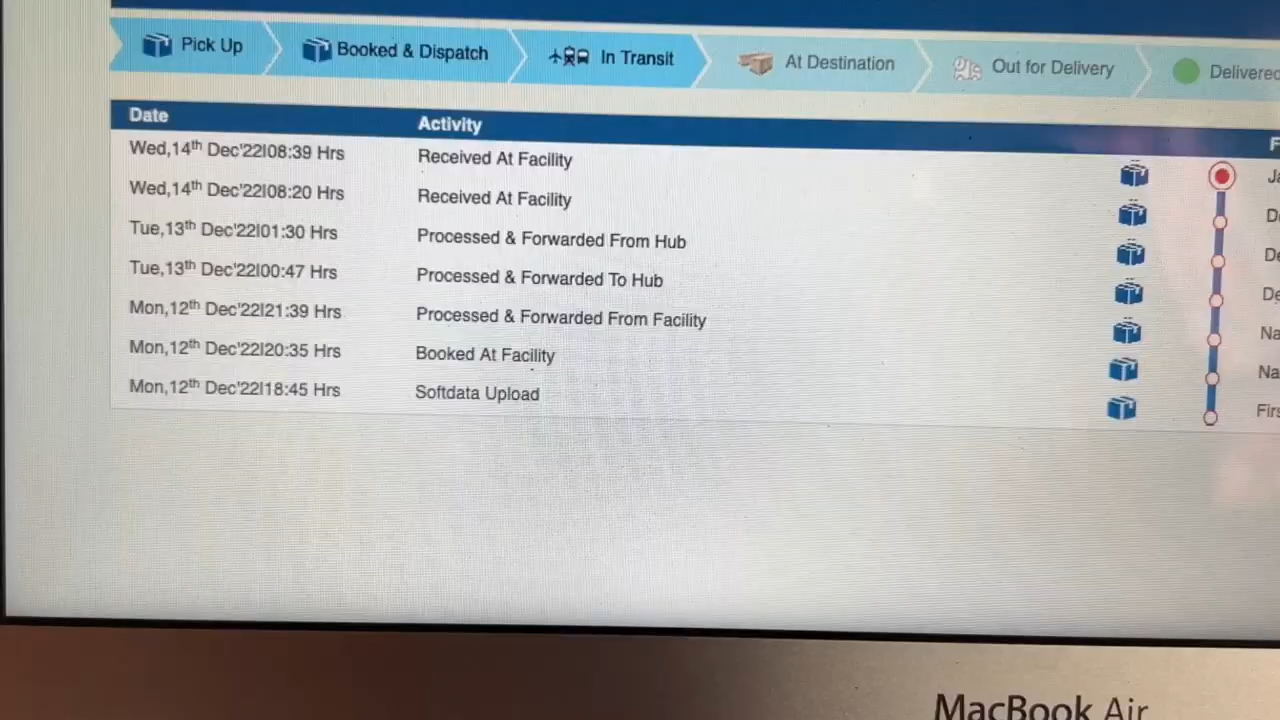 Pick Up Booked & Dispatch In Transit At Destination Out for Delivery Delivered
Date Activity
Wed,14th Dec'22|08:39 Hrs Received At Facility
Wed,14th Dec'22|08:20 Hrs Received At Facility
Tue,13th Dec'22|01:30 Hrs Processed & Forwarded From Hub
Tue,13th Dec'22|00:47 Hrs Processed & Forwarded To Hub
Mon,12th Dec'22|21:39 Hrs Processed & Forwarded From Facility
Mon,12th Dec'22|20:35 Hrs Booked At Facility
Mon,12th Dec'22|18:45 Hrs Softdata Upload
MacBook Air